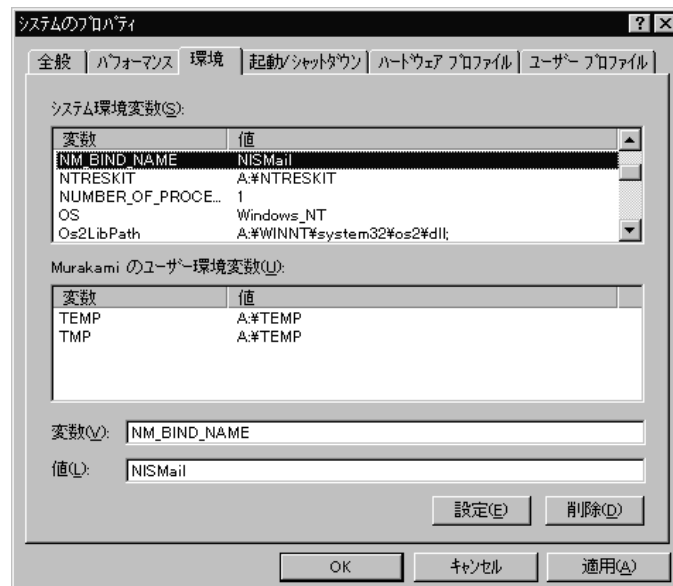 システムのプロパティ
全般 パフォーマンス 環境 起動/シャットダウン ハードウェア プロファイル ユーザー プロファイル
システム環境変数(S):
変数 値
NM_BIND_NAME NISMail
NTRESKIT A:¥NTRESKIT
NUMBER_OF_PROCE... 1
OS Windows_NT
Os2LibPath A:¥WINNT¥system32¥os2¥dll;
Murakami のユーザー環境変数(U):
変数 値
TEMP A:¥TEMP
TMP A:¥TEMP
変数(V): NM_BIND_NAME
値(L): NISMail
設定(E) 削除(D)
OK キャンセル 適用(A)